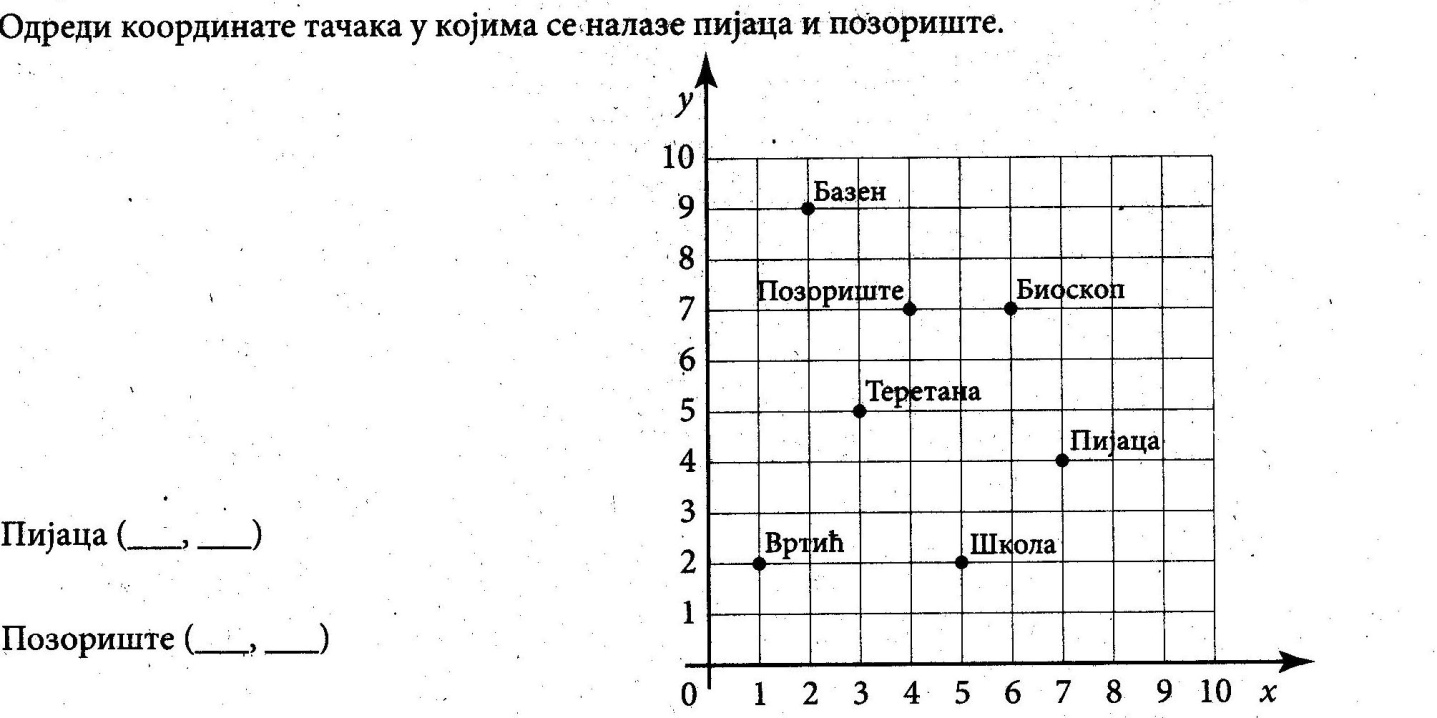 Одреди координате тачака у којима се налазе пијаца и позориште.
y
10
Базен
9
8
Позориште
Биоскоп
7
6
Теретана
5
Пијаца
4
3
Пијаца (___, ___)
Вртић
Школа
2
1
Позориште (___, ___)
0 1 2 3 4 5 6 7 8 9 10 x